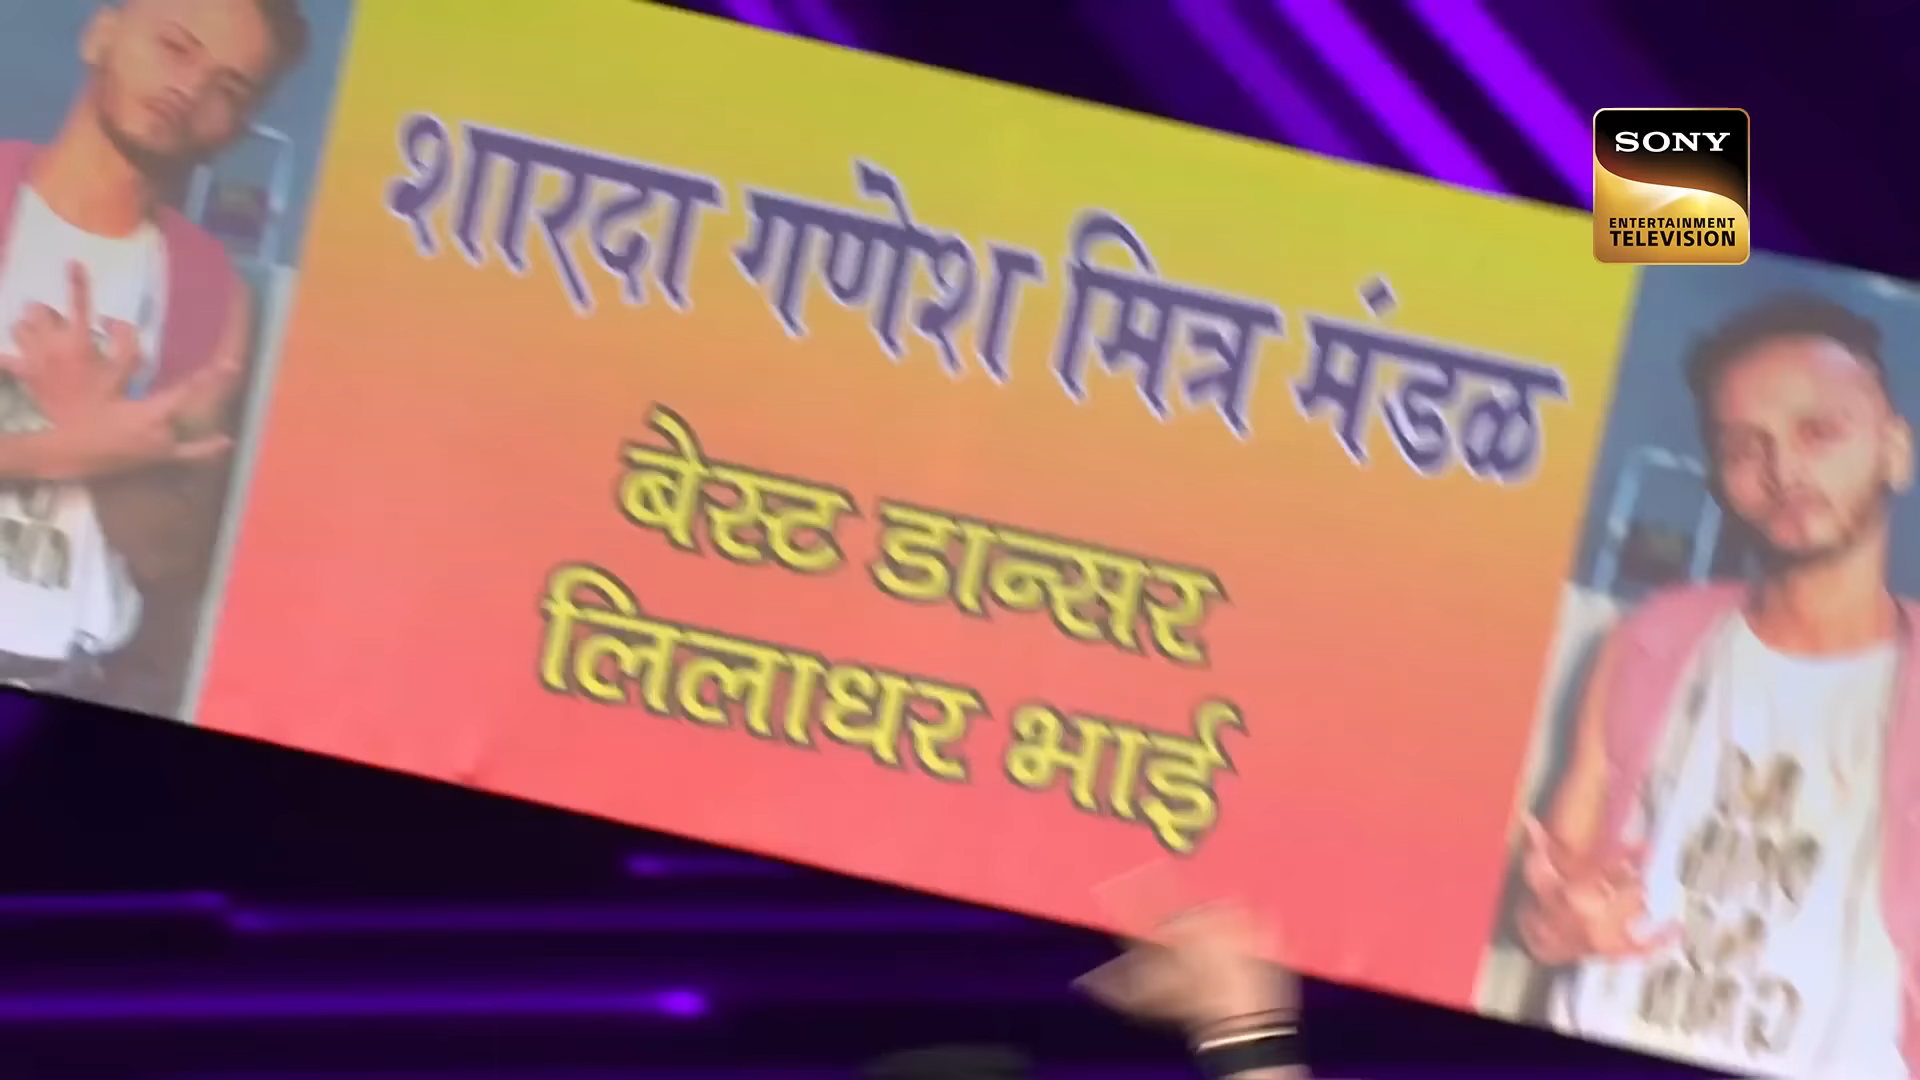 शारदा गणेश मित्र मंडळ
बेस्ट डान्सर
लिलाधर भाई
SONY
ENTERTAINMENT
TELEVISION